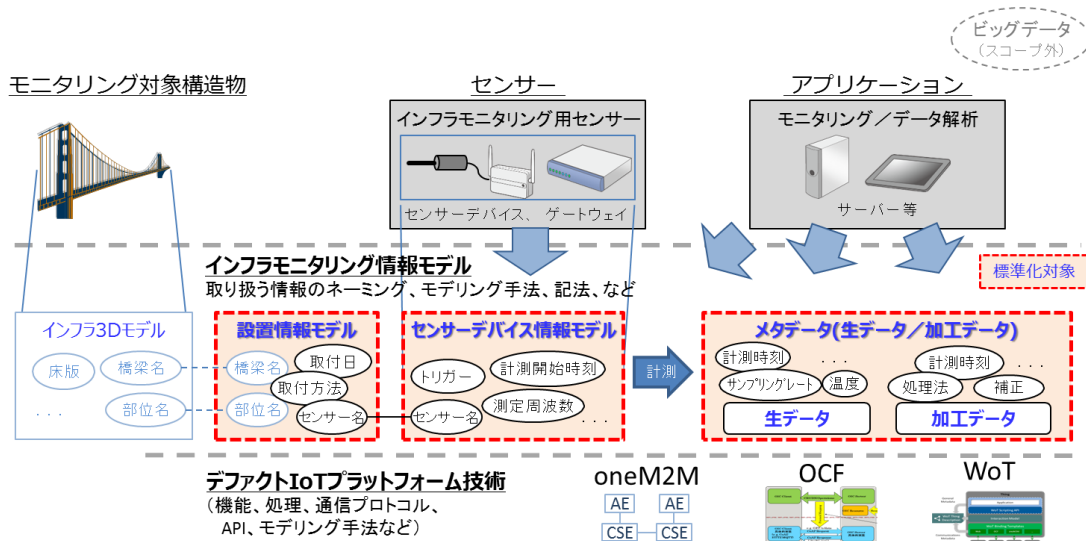 ビッグデータ
(スコープ外)
モニタリング対象構造物
センサー
アプリケーション
インフラモニタリング用センサー
センサーデバイス、 ゲートウェイ
モニタリング／データ解析
サーバー等
インフラモニタリング情報モデル
取り扱う情報のネーミング、モデリング手法、記法、など
標準化対象
インフラ3Dモデル
床版
橋梁名
部位名
. . .
設置情報モデル
橋梁名
取付日
取付方法
部位名
センサー名
センサーデバイス情報モデル
トリガー
計測開始時刻
センサー名
測定周波数
. . .
計測
メタデータ(生データ／加工データ)
計測時刻
. . .
サンプリングレート
温度
生データ
計測時刻
. . .
処理法
補正
加工データ
デファクトIoTプラットフォーム技術
（機能、処理、通信プロトコル、
API、モデリング手法など）
oneM2M
AE
AE
CSE
CSE
OCF
WoT